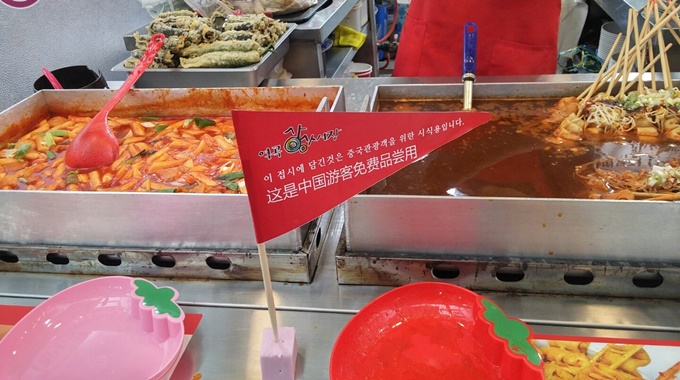 이 접시에 담긴것은 중국관광객을 위한 시식용입니다.
这是中国游客免费品尝用